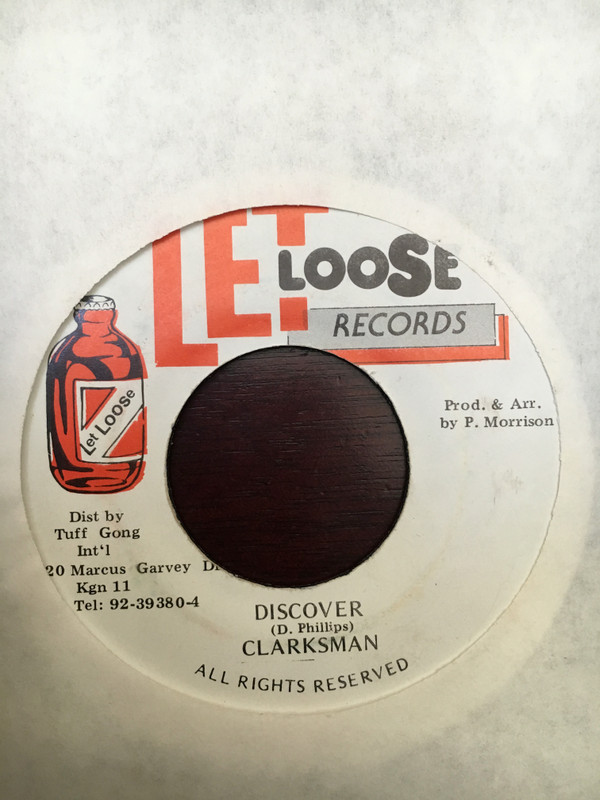 LET
LOOSE
RECORDS
Let LOOSE
Prod. & Arr.
by P. Morrison
Dist by
Tuff Gong
Int'l
20 Marcus Garvey
Kgn 11
Tel: 92-39380-4
DISCOVER
(D. Phillips)
CLARKSMAN
ALL RIGHTS RESERVED